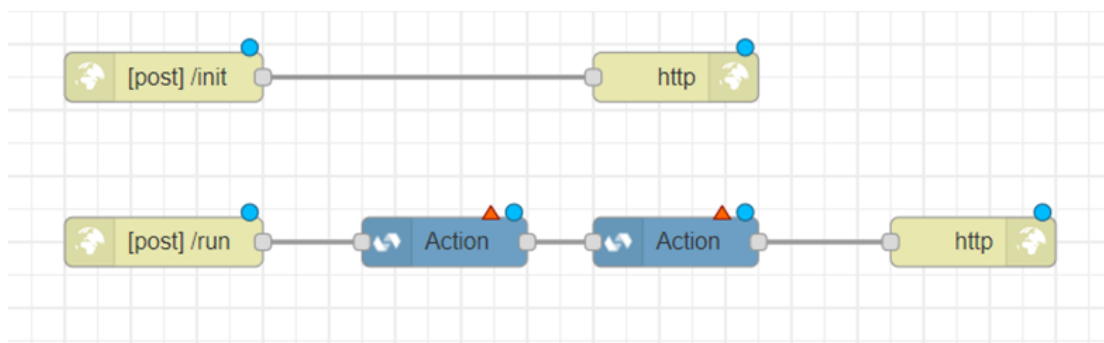 [post] /init
http
[post] /run
Action
Action
http